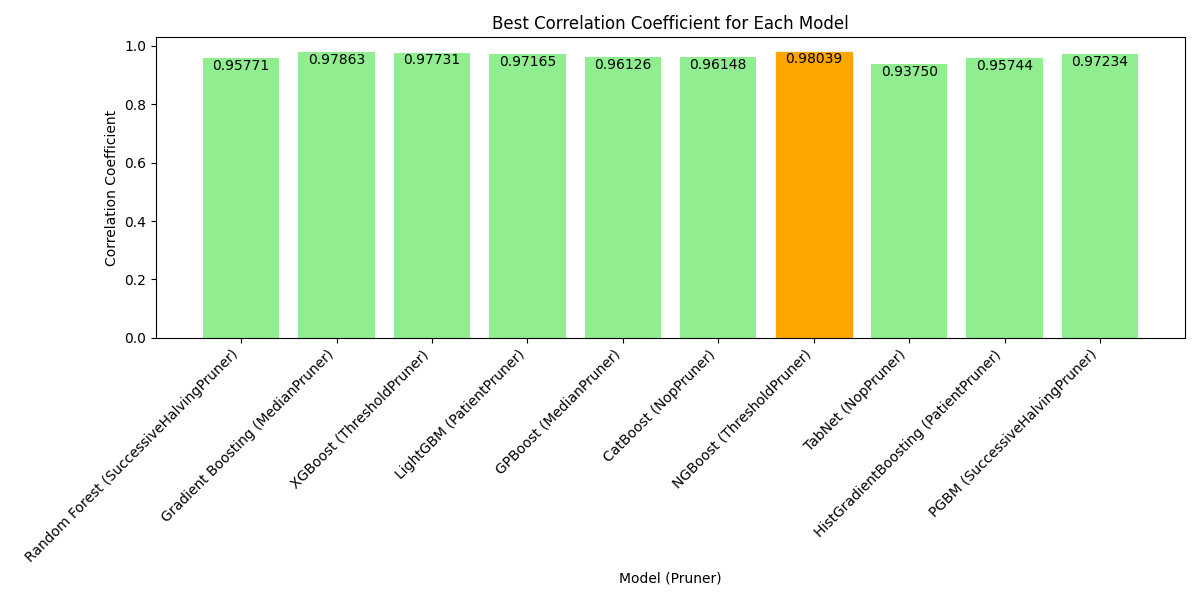 Best Correlation Coefficient for Each Model
Correlation Coefficient
1.0
0.8
0.6
0.4
0.2
0.0
0.95771
0.97863
0.97731
0.97165
0.96126
0.96148
0.98039
0.93750
0.95744
0.97234
Random Forest (SuccessiveHalvingPruner)
Gradient Boosting (MedianPruner)
XGBoost (ThresholdPruner)
LightGBM (PatientPruner)
GPBoost (MedianPruner)
CatBoost (NopPruner)
NGBoost (ThresholdPruner)
TabNet (NopPruner)
HistGradientBoosting (PatientPruner)
PGBM (SuccessiveHalvingPruner)
Model (Pruner)